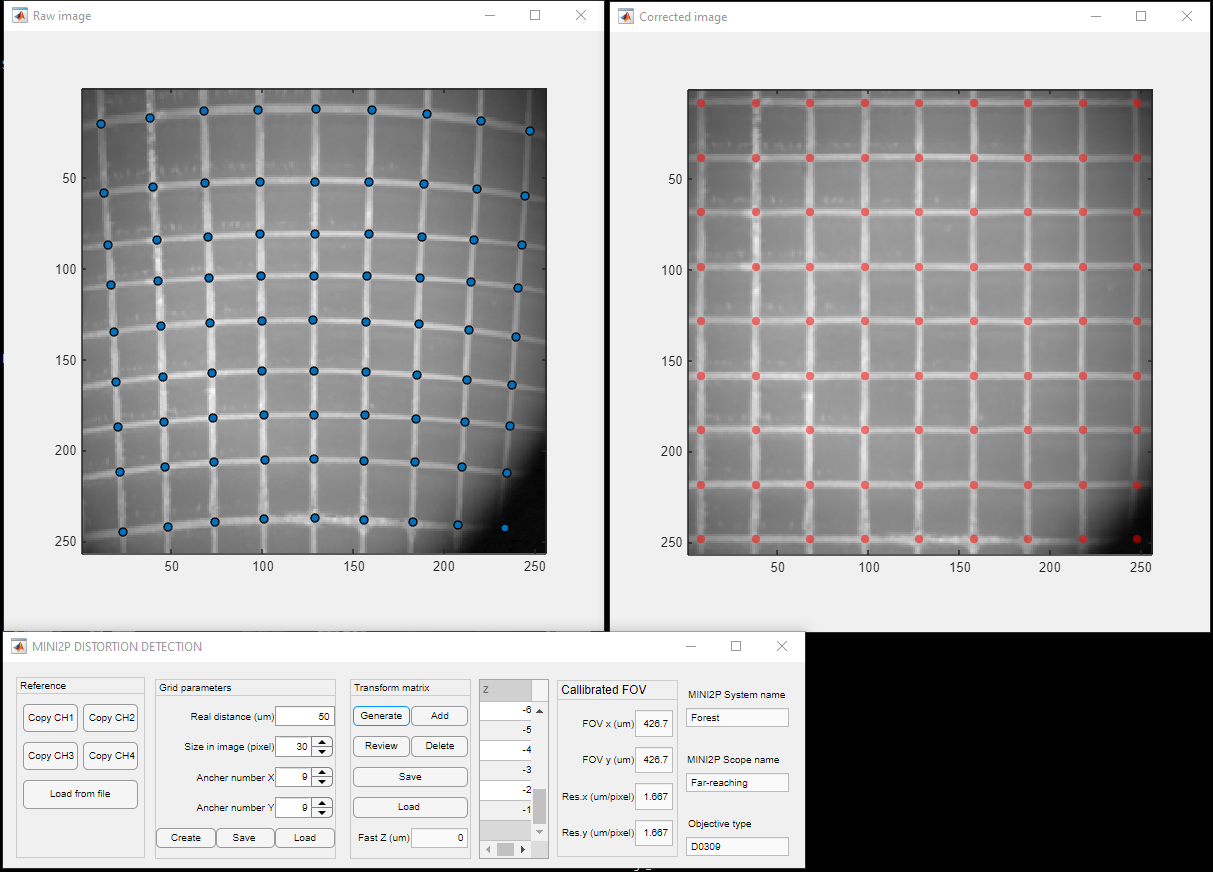 Raw image
50
100
150
200
250
50
100
150
200
250
Corrected image
50
100
150
200
250
50
100
150
200
250
MINI2P DISTORTION DETECTION
Reference
Copy CH1
Copy CH2
Copy CH3
Copy CH4
Load from file
Grid parameters
Real distance (um)
50
Size in image (pixel)
30
Ancher number X
9
Ancher number Y
9
Create
Save
Load
Transform matrix
Generate
Add
Review
Delete
Save
Load
Fast Z (um)
0
Z
-6
-5
-4
-3
-2
-1
Callibrated FOV
FOV x (um)
426.7
FOV y (um)
426.7
Res.x (um/pixel)
1.667
Res.y (um/pixel)
1.667
MINI2P System name
Forest
MINI2P Scope name
Far-reaching
Objective type
D0309